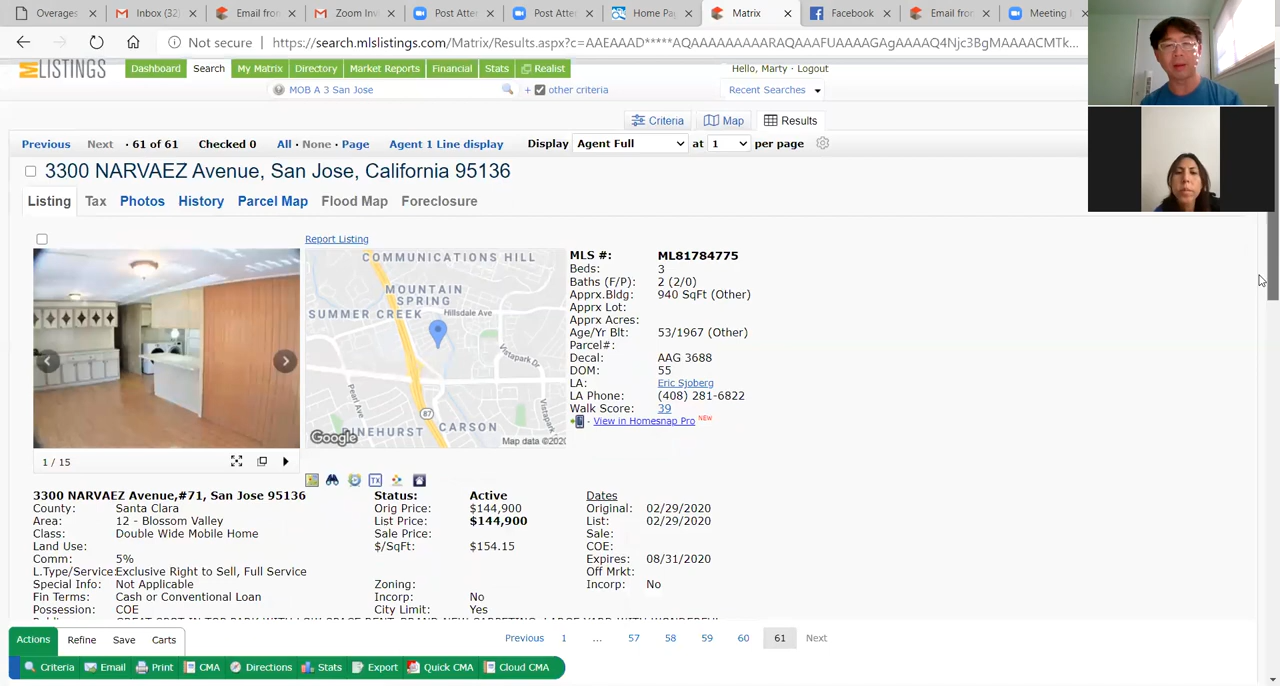 Overages
Inbox (32)
Email from
Zoom Inv
Post Atte
Post Atte
Home Pa
Matrix
Facebook
Email from
Meeting
Not secure | https://search.mlslistings.com/Matrix/Results.aspx?c=AAEAAAD*****AQAAAAAAAAARAQAAAFUAAAAGAgAAAAQ4Njc3BgMAAAACMTk...
MLSLISTINGS
Dashboard Search My Matrix Directory Market Reports Financial Stats Realist
Hello, Marty · Logout
MOB A 3 San Jose + other criteria Recent Searches
Criteria Map Results
Previous Next · 61 of 61 Checked 0 All · None · Page Agent 1 Line display Display Agent Full at 1 per page
3300 NARVAEZ Avenue, San Jose, California 95136
Listing Tax Photos History Parcel Map Flood Map Foreclosure
Report Listing
COMMUNICATIONS HILL
MOUNTAIN SPRING
SUMMER CREEK
Hillsdale Ave
Vistapark Dr
Pearl Ave
87
CARSON
Google
Map data ©2020
1 / 15
MLS #: ML81784775
Beds: 3
Baths (F/P): 2 (2/0)
Apprx.Bldg: 940 SqFt (Other)
Apprx Lot:
Apprx Acres:
Age/Yr Blt: 53/1967 (Other)
Parcel#:
Decal: AAG 3688
DOM: 55
LA: Eric Sjoberg
LA Phone: (408) 281-6822
Walk Score: 39
- View in Homesnap Pro NEW
TX
3300 NARVAEZ Avenue,#71, San Jose 95136
County: Santa Clara
Area: 12 - Blossom Valley
Class: Double Wide Mobile Home
Land Use:
Comm: 5%
L.Type/Service:Exclusive Right to Sell, Full Service
Special Info: Not Applicable
Fin Terms: Cash or Conventional Loan
Possession: COE
Status: Active
Orig Price: $144,900
List Price: $144,900
Sale Price:
$/SqFt: $154.15
Zoning:
Incorp: No
City Limit: Yes
Dates
Original: 02/29/2020
List: 02/29/2020
Sale:
COE:
Expires: 08/31/2020
Off Mrkt:
Incorp: No
Actions Refine Save Carts
Previous 1 ... 57 58 59 60 61 Next
Criteria Email Print CMA Directions Stats Export Quick CMA Cloud CMA